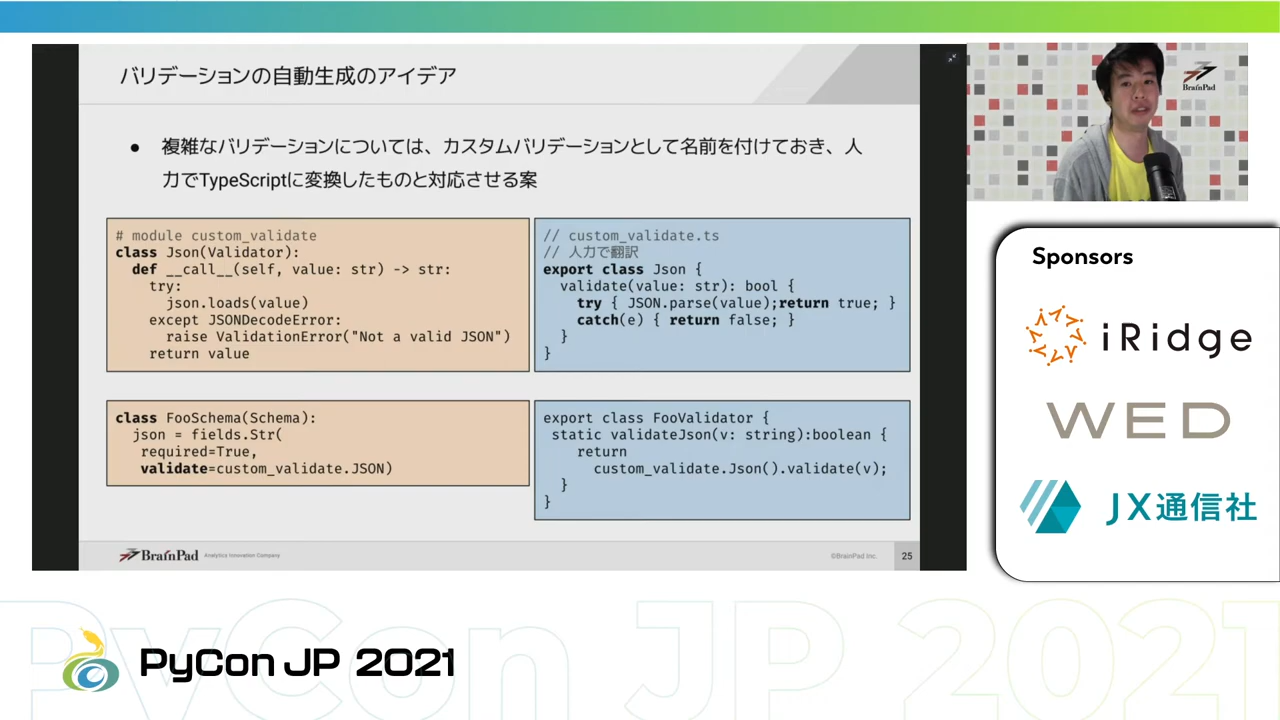 バリデーションの自動生成のアイデア
● 複雑なバリデーションについては、カスタムバリデーションとして名前を付けておき、人
力でTypeScriptに変換したものと対応させる案
# module custom_validate
class Json(Validator):
def __call__(self, value: str) -> str:
try:
json.loads(value)
except JSONDecodeError:
raise ValidationError("Not a valid JSON")
return value
// custom_validate.ts
// 人力で翻訳
export class Json {
validate(value: str): bool {
try { JSON.parse(value);return true; }
catch(e) { return false; }
}
}
class FooSchema(Schema):
json = fields.Str(
required=True,
validate=custom_validate.JSON)
export class FooValidator {
static validateJson(v: string):boolean {
return
custom_validate.Json().validate(v);
}
}
BrainPad Analytics Innovation Company
©BrainPad Inc.
25
BrainPad
Sponsors
iRidge
WED
JX通信社
PyCon JP 2021
PyCon JP 2021